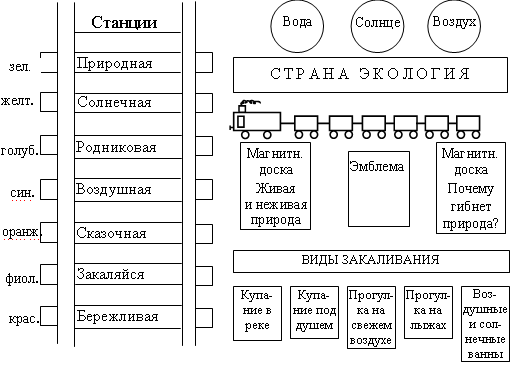 Станции
зел. Природная
желт. Солнечная
голуб. Родниковая
син. Воздушная
оранж. Сказочная
фиол. Закаляйся
крас. Бережливая
Вода
Солнце
Воздух
СТРАНА ЭКОЛОГИЯ
Магнитн.
доска
Живая
и неживая
природа
Эмблема
Магнитн.
доска
Почему
гибнет
природа?
ВИДЫ ЗАКАЛИВАНИЯ
Купа-
ние в
реке
Купа-
ние под
душем
Прогул-
ка на
свежем
воздухе
Прогул-
ка на
лыжах
Воз-
душные
и сол-
нечные
ванны